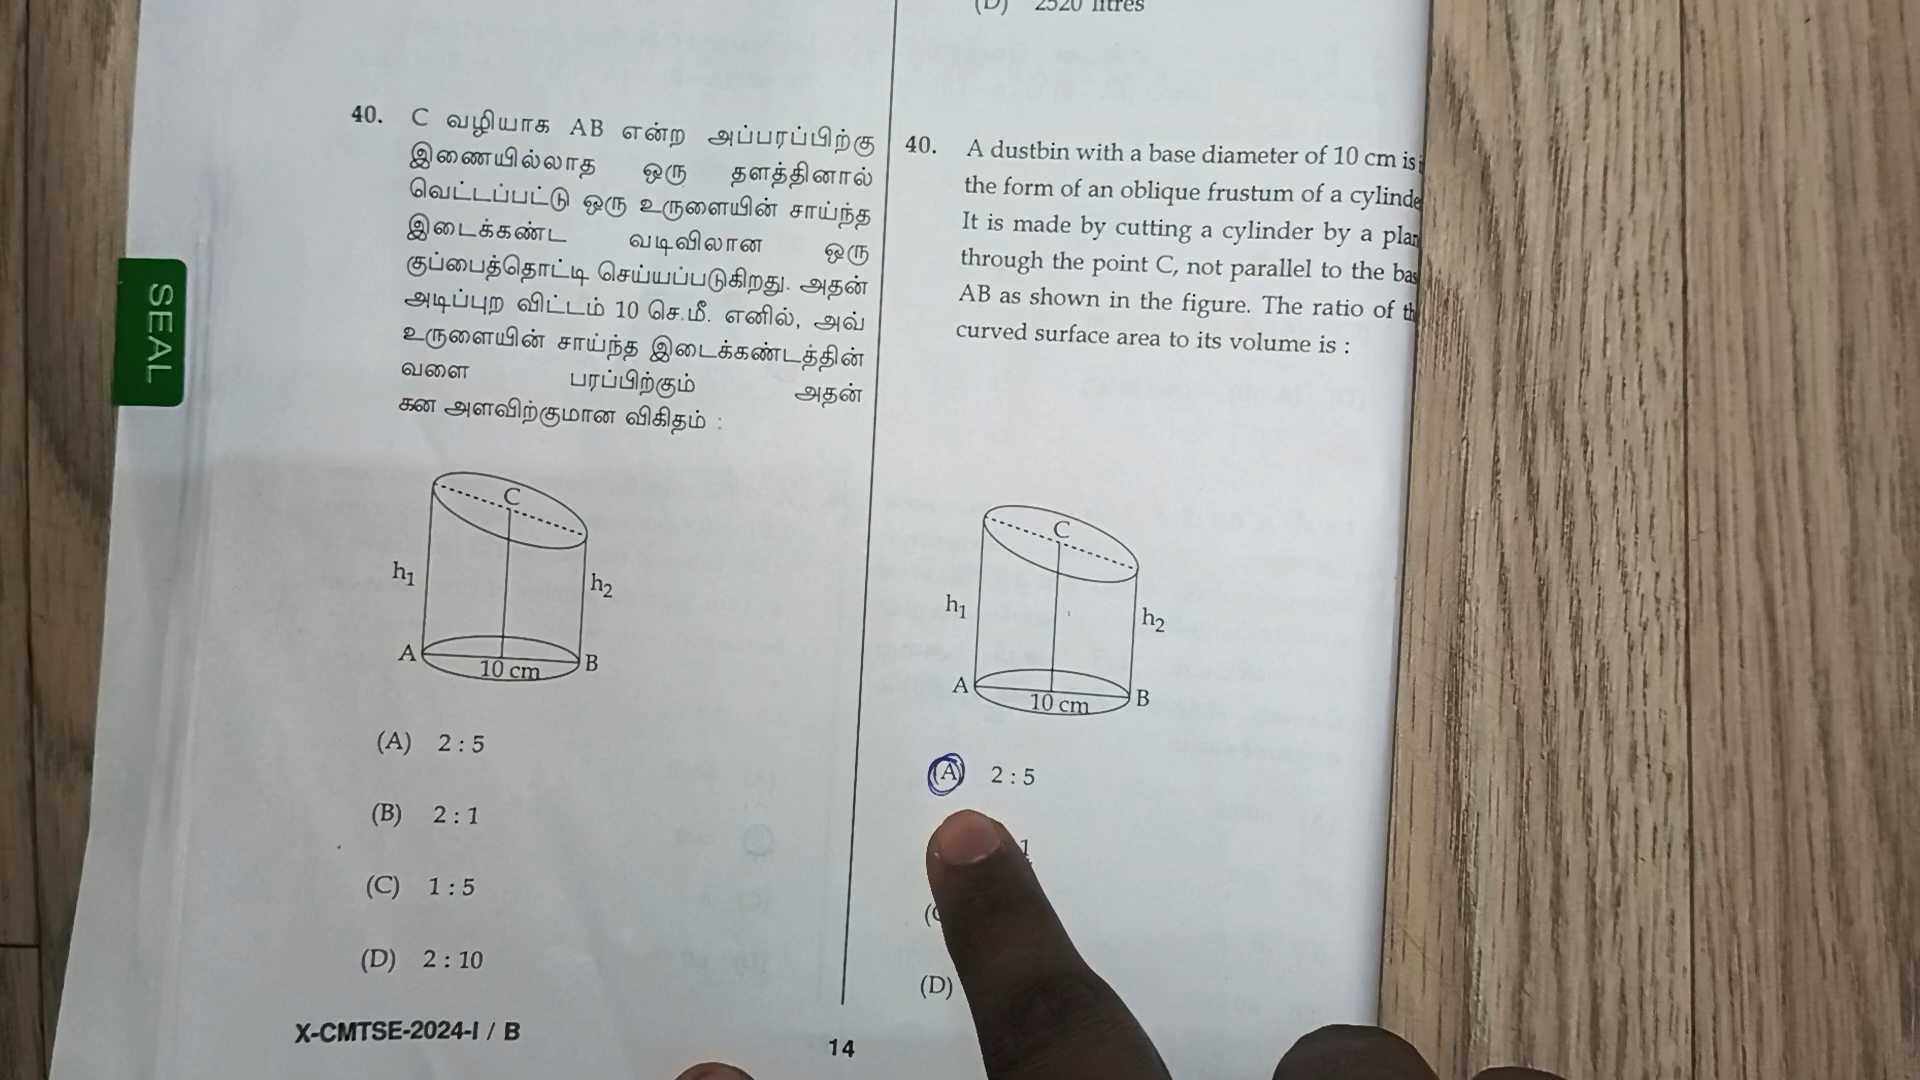 (D) 2520 litres
SEAL
40. C வழியாக AB என்ற அப்பரப்பிற்கு
இணையில்லாத ஒரு தளத்தினால்
வெட்டப்பட்டு ஒரு உருளையின் சாய்ந்த
இடைக்கண்ட வடிவிலான ஒரு
குப்பைத்தொட்டி செய்யப்படுகிறது. அதன்
அடிப்புற விட்டம் 10 செ.மீ. எனில், அவ்
உருளையின் சாய்ந்த இடைக்கண்டத்தின்
வளை பரப்பிற்கும் அதன்
கன அளவிற்குமான விகிதம் :
C
h1
h2
A
B
10 cm
(A) 2 : 5
(B) 2 : 1
(C) 1 : 5
(D) 2 : 10
40. A dustbin with a base diameter of 10 cm is
the form of an oblique frustum of a
It is made by cutting a cylinder by a
through the point C, not parallel to the
AB as shown in the figure. The ratio of
curved surface area to its volume is :
C
h1
h2
A
B
10 cm
(A) 2 : 5
1
(D)
X-CMTSE-2024-I / B
14